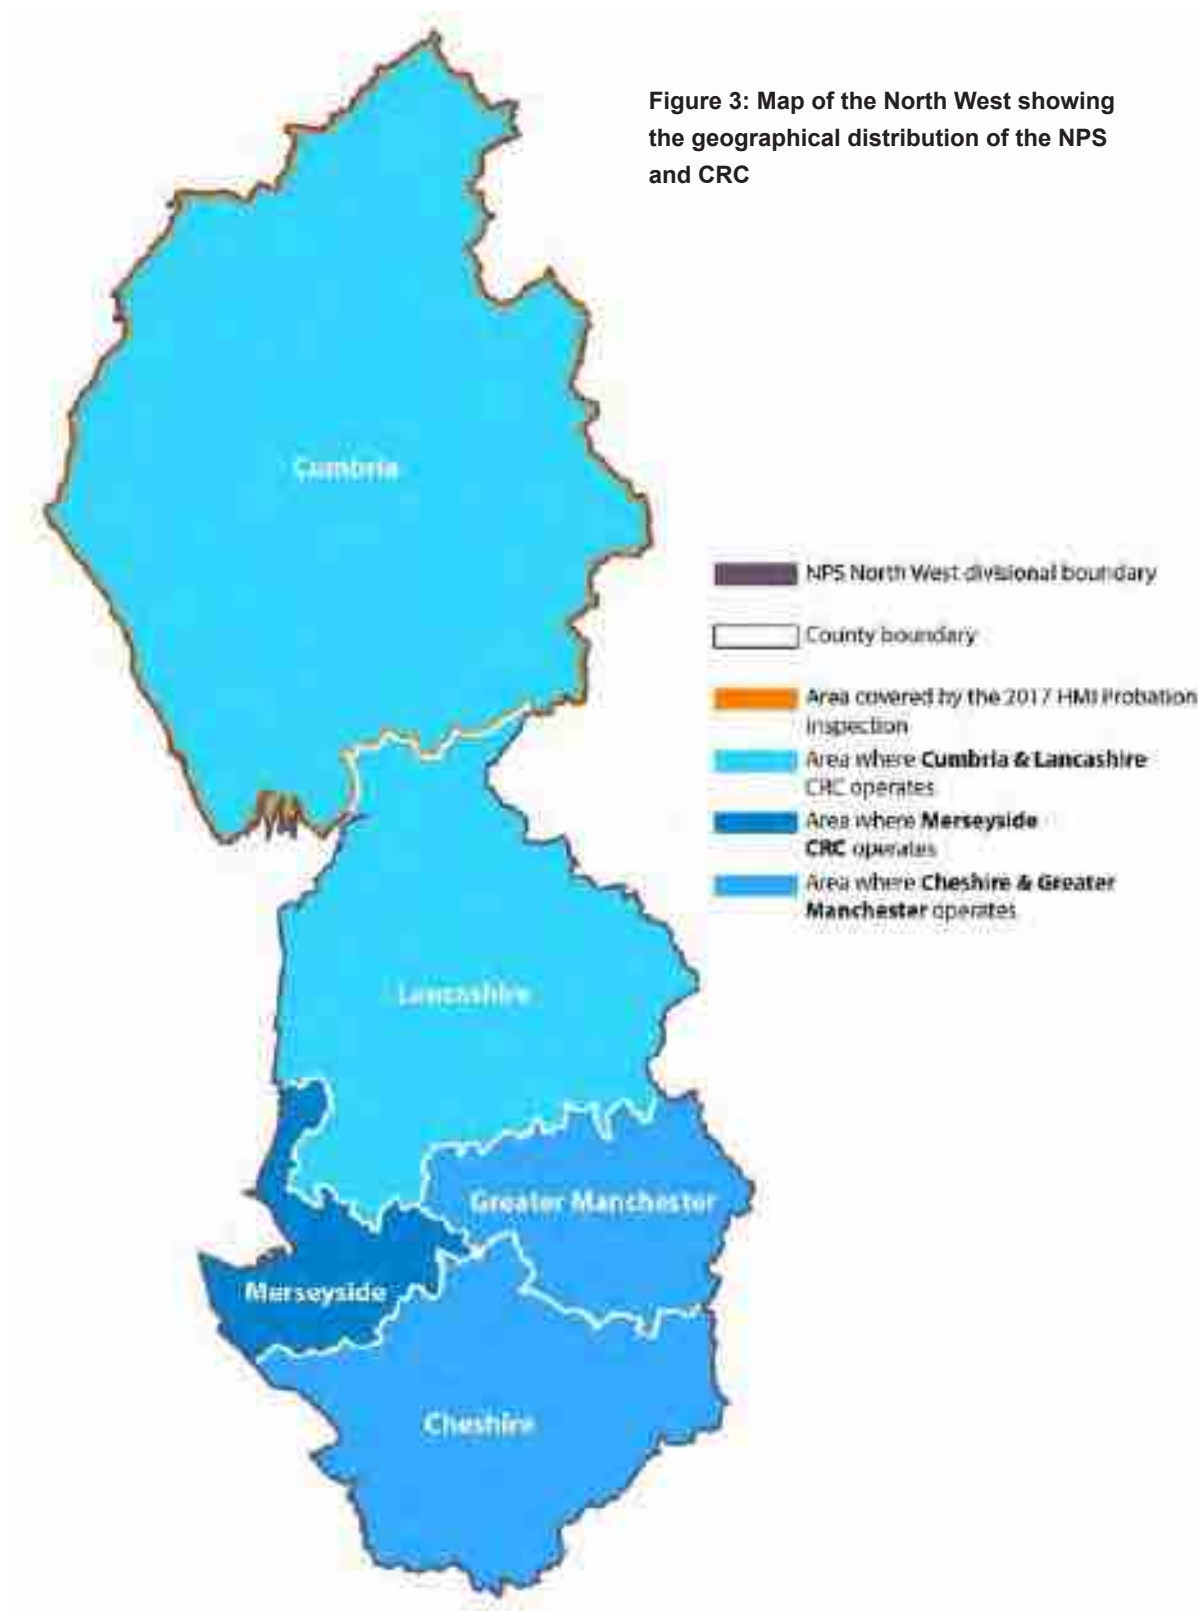 Figure 3: Map of the North West showing
the geographical distribution of the NPS
and CRC
Cumbria
NPS North West divisional boundary
County boundary
Area covered by the 2017 HMI Probation
inspection
Area where Cumbria & Lancashire
CRC operates
Area where Merseyside
CRC operates
Area where Cheshire & Greater
Manchester operates
Lancashire
Greater Manchester
Merseyside
Cheshire